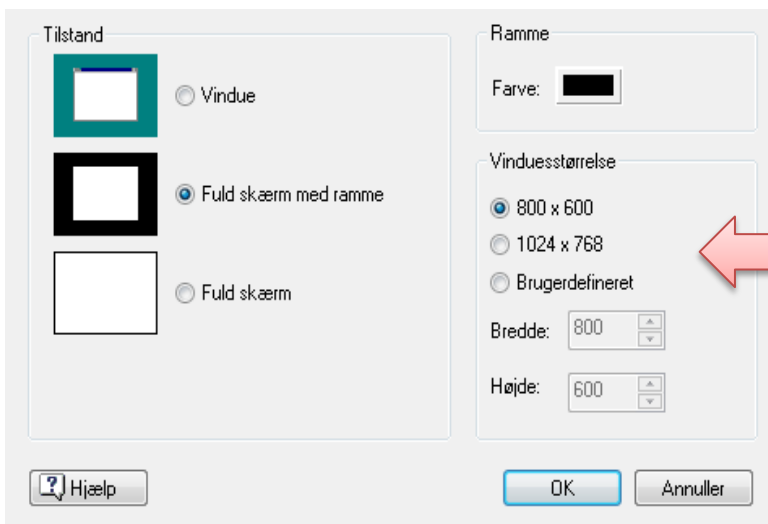 Tilstand
Vindue
Fuld skærm med ramme
Fuld skærm
Ramme
Farve:
Vinduesstørrelse
800 x 600
1024 x 768
Brugerdefineret
Bredde: 800
Højde: 600
Hjælp
OK
Annuller